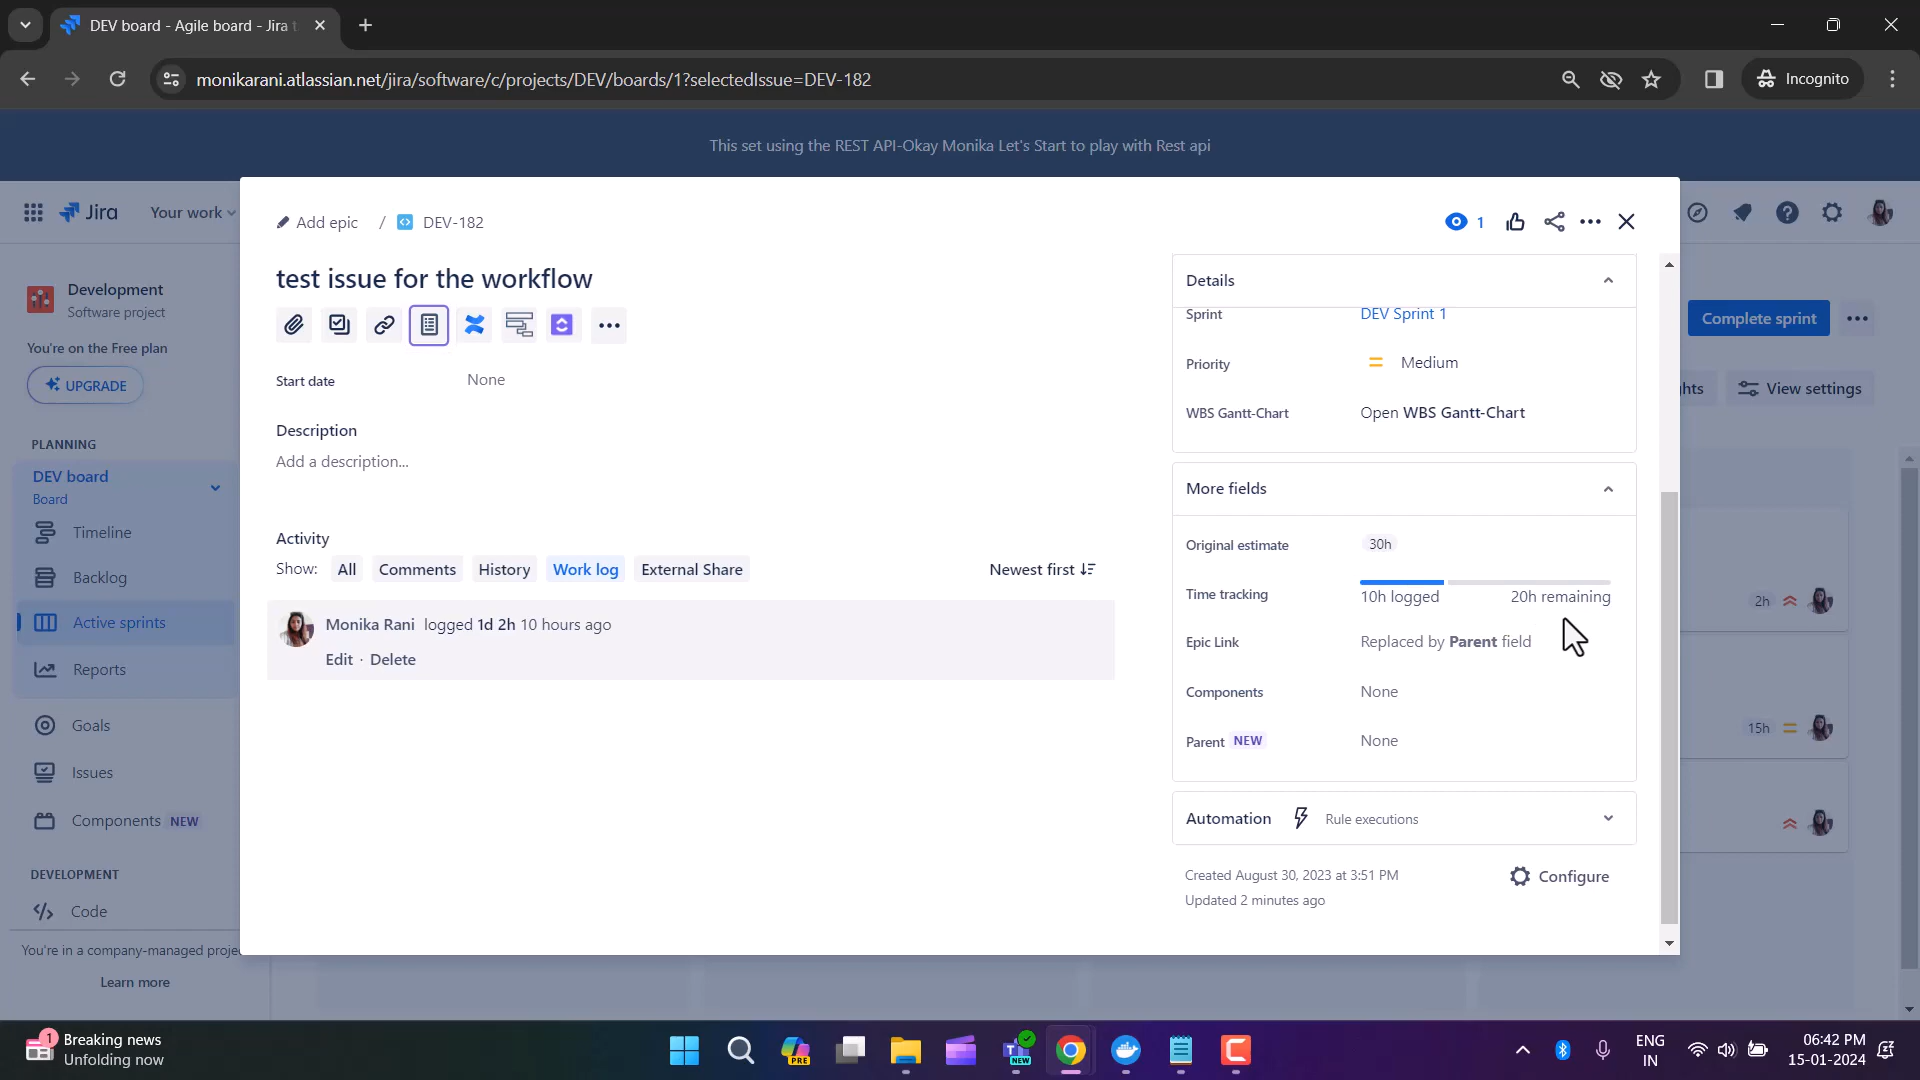 DEV board - Agile board - Jira
monikarani.atlassian.net/jira/software/c/projects/DEV/boards/1?selectedIssue=DEV-182
Incognito
This set using the REST API-Okay Monika Let's Start to play with Rest api
Jira
Your work
Development
Software project
You're on the Free plan
UPGRADE
PLANNING
DEV board
Board
Timeline
Backlog
Active sprints
Reports
Goals
Issues
Components NEW
DEVELOPMENT
Code
You're in a company-managed proje
Learn more
Add epic / DEV-182
1
test issue for the workflow
Start date None
Description
Add a description...
Activity
Show: All Comments History Work log External Share Newest first
Monika Rani logged 1d 2h 10 hours ago
Edit · Delete
Details
Sprint DEV Sprint 1
Priority Medium
WBS Gantt-Chart Open WBS Gantt-Chart
More fields
Original estimate 30h
Time tracking 10h logged 20h remaining
Epic Link Replaced by Parent field
Components None
Parent NEW None
Automation Rule executions
Created August 30, 2023 at 3:51 PM
Updated 2 minutes ago
Configure
Complete sprint
hts
View settings
2h
15h
1
Breaking news
Unfolding now
PRE
NEW
ENG
IN
06:42 PM
15-01-2024